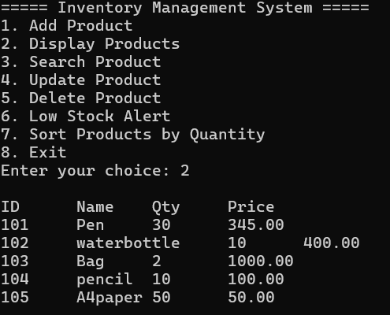 ===== Inventory Management System =====
1. Add Product
2. Display Products
3. Search Product
4. Update Product
5. Delete Product
6. Low Stock Alert
7. Sort Products by Quantity
8. Exit
Enter your choice: 2

ID      Name    Qty     Price
101     Pen     30      345.00
102     waterbottle     10      400.00
103     Bag     2       1000.00
104     pencil  10      100.00
105     A4paper 50      50.00